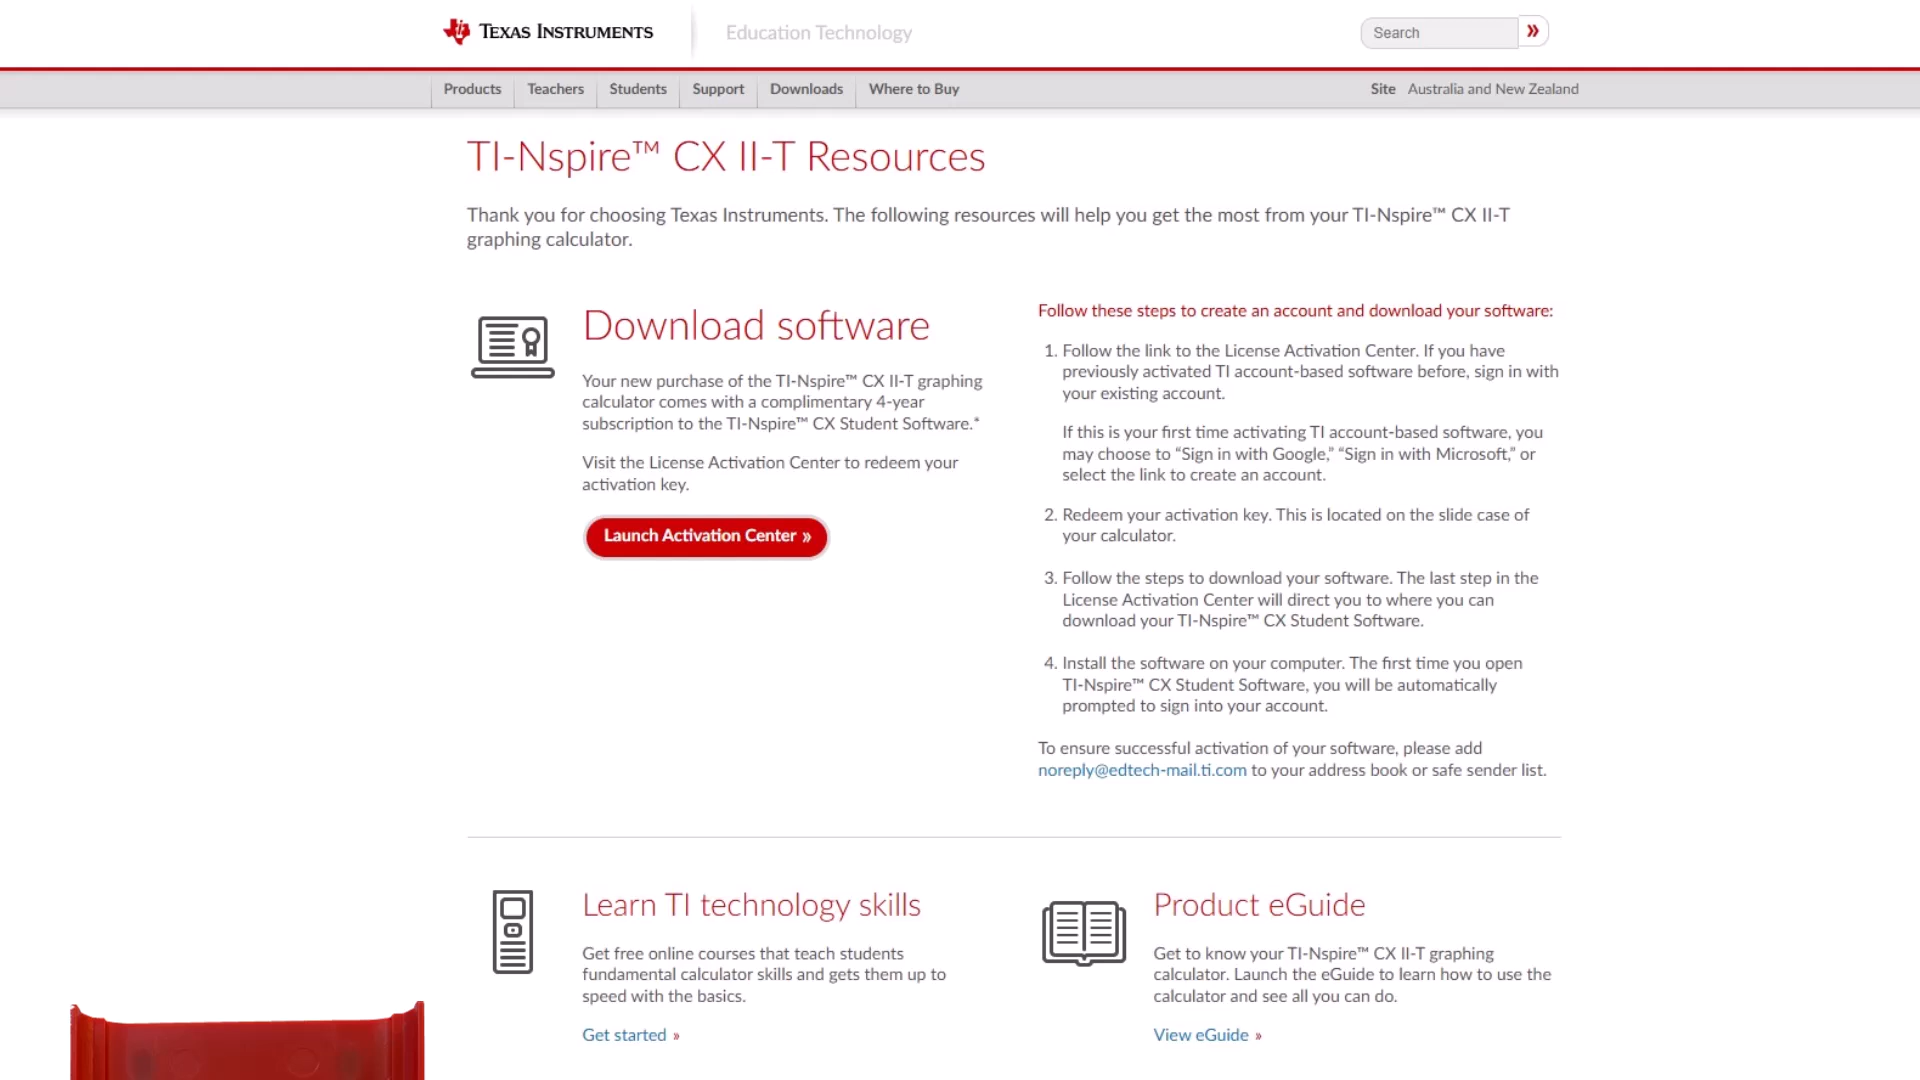 TEXAS INSTRUMENTS
Education Technology
Search
»
Products
Teachers
Students
Support
Downloads
Where to Buy
Site Australia and New Zealand
TI-Nspire™ CX II-T Resources
Thank you for choosing Texas Instruments. The following resources will help you get the most from your TI-Nspire™ CX II-T
graphing calculator.
Download software
Your new purchase of the TI-Nspire™ CX II-T graphing
calculator comes with a complimentary 4-year
subscription to the TI-Nspire™ CX Student Software.*
Visit the License Activation Center to redeem your
activation key.
Launch Activation Center »
Follow these steps to create an account and download your software:
1. Follow the link to the License Activation Center. If you have
previously activated TI account-based software before, sign in with
your existing account.
If this is your first time activating TI account-based software, you
may choose to “Sign in with Google,” “Sign in with Microsoft,” or
select the link to create an account.
2. Redeem your activation key. This is located on the slide case of
your calculator.
3. Follow the steps to download your software. The last step in the
License Activation Center will direct you to where you can
download your TI-Nspire™ CX Student Software.
4. Install the software on your computer. The first time you open
TI-Nspire™ CX Student Software, you will be automatically
prompted to sign into your account.
To ensure successful activation of your software, please add
noreply@edtech-mail.ti.com to your address book or safe sender list.
Learn TI technology skills
Get free online courses that teach students
fundamental calculator skills and gets them up to
speed with the basics.
Get started »
Product eGuide
Get to know your TI-Nspire™ CX II-T graphing
calculator. Launch the eGuide to learn how to use the
calculator and see all you can do.
View eGuide »